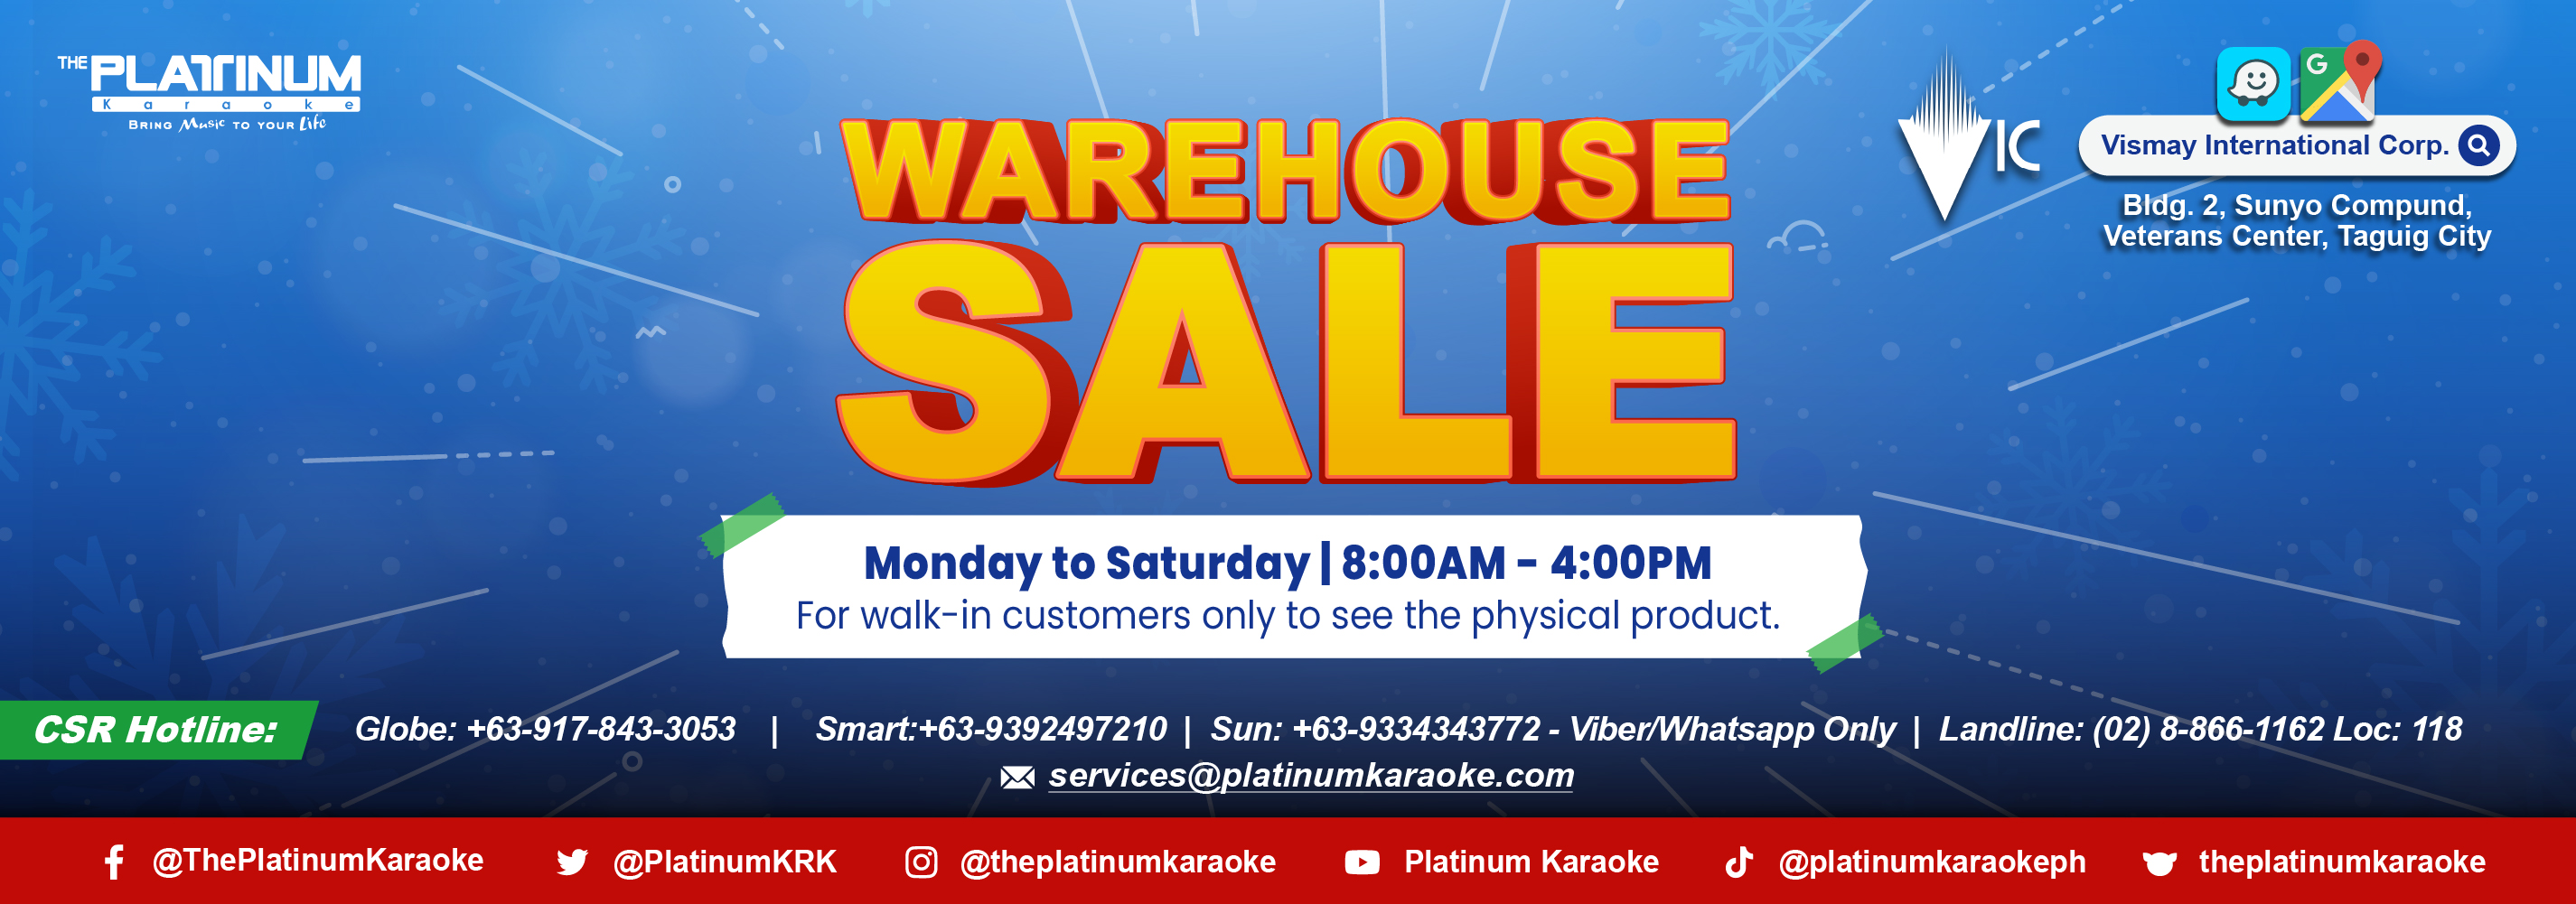 THE PLATINUM
Karaoke
BRING Music TO YOUR Life
WAREHOUSE
SALE
VIC
G
Vismay International Corp.
Bldg. 2, Sunyo Compund,
Veterans Center, Taguig City
Monday to Saturday | 8:00AM - 4:00PM
For walk-in customers only to see the physical product.
CSR Hotline:
Globe: +63-917-843-3053 | Smart:+63-9392497210 | Sun: +63-9334343772 - Viber/Whatsapp Only | Landline: (02) 8-866-1162 Loc: 118
services@platinumkaraoke.com
@ThePlatinumKaraoke @PlatinumKRK @theplatinumkaraoke Platinum Karaoke @platinumkaraokeph theplatinumkaraoke